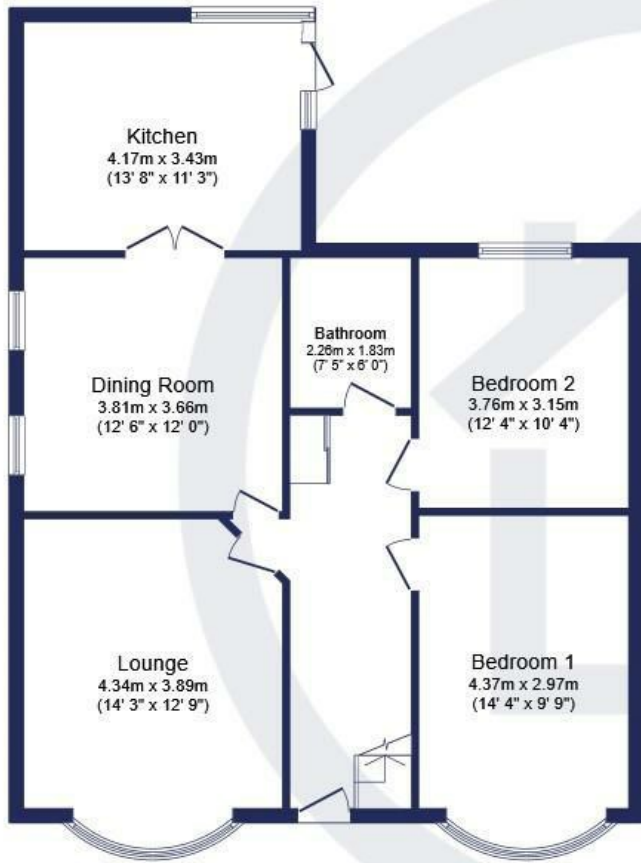 Kitchen
4.17m x 3.43m
(13' 8" x 11' 3")
Dining Room
3.81m x 3.66m
(12' 6" x 12' 0")
Bathroom
2.26m x 1.83m
(7' 5" x 6' 0")
Bedroom 2
3.76m x 3.15m
(12' 4" x 10' 4")
Lounge
4.34m x 3.89m
(14' 3" x 12' 9")
Bedroom 1
4.37m x 2.97m
(14' 4" x 9' 9")